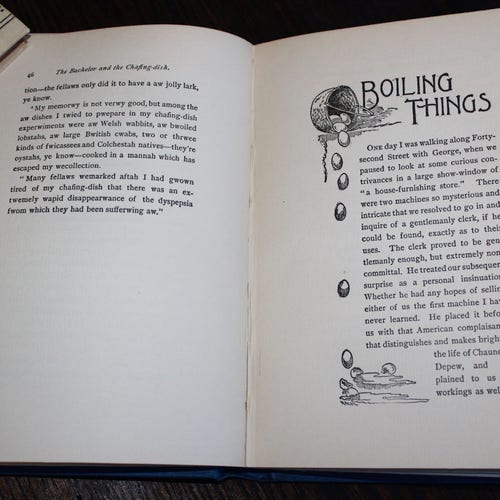 46 The Bachelor and the Chafing-dish.
tion—the fellaws only did it to have a aw jolly lark,
ye know.
"My memowy is not verwy good, but among the
aw dishes I twied to pwepare in my chafing-dish
experiments were aw Welsh wabbits, aw bwoiled
lobstahs, aw large Bwitish cwabs, two or thwee
kinds of fwicassees and Colchestah natives—they're
oystahs, ye know—cooked in a mannah which has
escaped my wecollection.
"Many fellaws wemarked aftah I had gwown
tired of my chafing-dish that there was an ex-
twemely wapid disappearwance of the dyspepsia
fwom which they had been sufferwing aw."
BOILING
THINGS
ONE day I was walking along Forty-
second Street with George, when we
paused to look at some curious con-
trivances in a large show-window of
"a house-furnishing store." There
were two machines so mysterious and
intricate that we resolved to go in and
inquire of a gentlemanly clerk, if he
could be found, exactly as to their
uses. The clerk proved to be gen-
tlemanly enough, but extremely non-
committal. He treated our subsequen
surprise as a personal insinuation
Whether he had any hopes of selling
either of us the first machine I hav
never learned. He placed it befo
us with that American complaisan
that distinguishes and makes brigh
the life of Chaun
Depew, and
plained to us
workings as wel